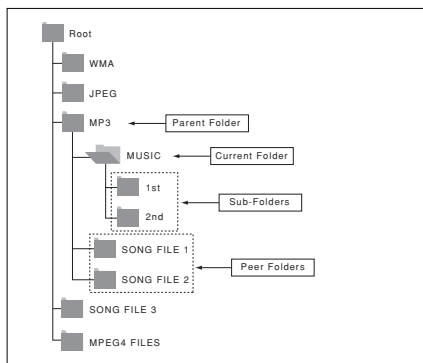 Root
WMA
JPEG
MP3 Parent Folder
MUSIC Current Folder
1st
Sub-Folders
2nd
SONG FILE 1
Peer Folders
SONG FILE 2
SONG FILE 3
MPEG4 FILES